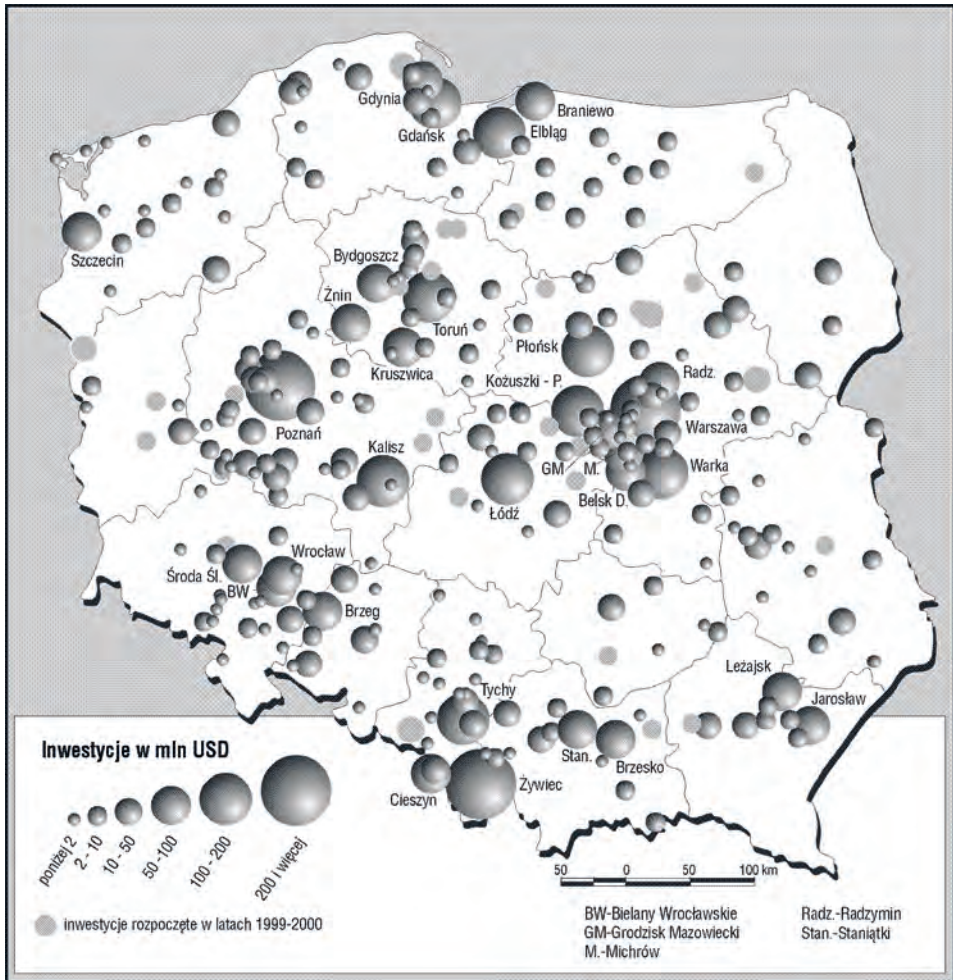 Gdynia
Gdańsk
Braniewo
Elbląg
Szczecin
Bydgoszcz
Żnin
Toruń
Kruszwica
Płońsk
Kożuszki - P.
Radz.
Warszawa
Poznań
Kalisz
GM
M.
Warka
Łódź
Belsk D.
Wrocław
Środa Śl.
BW
Brzeg
Leżajsk
Tychy
Jarosław
Stan.
Brzesko
Cieszyn
Żywiec
Inwestycje w mln USD
poniżej 2
2 - 10
10 - 50
50 -100
100 - 200
200 i więcej
inwestycje rozpoczęte w latach 1999-2000
50 0 50 100 km
BW-Bielany Wrocławskie
GM-Grodzisk Mazowiecki
M.-Michrów
Radz.-Radzymin
Stan.-Staniątki